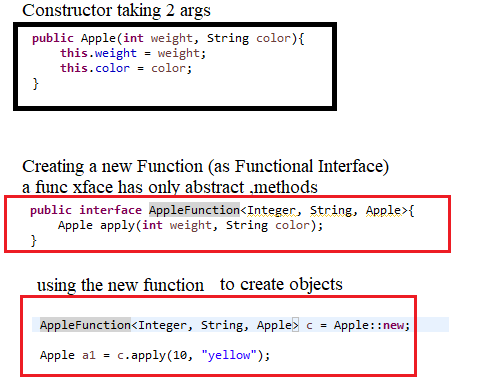 Constructor taking 2 args
public Apple(int weight, String color){
this.weight = weight;
this.color = color;
}
Creating a new Function (as Functional Interface)
a func xface has only abstract ,methods
public interface AppleFunction<Integer, String, Apple>{
Apple apply(int weight, String color);
}
using the new function to create objects
AppleFunction<Integer, String, Apple> c = Apple::new;
Apple a1 = c.apply(10, "yellow");